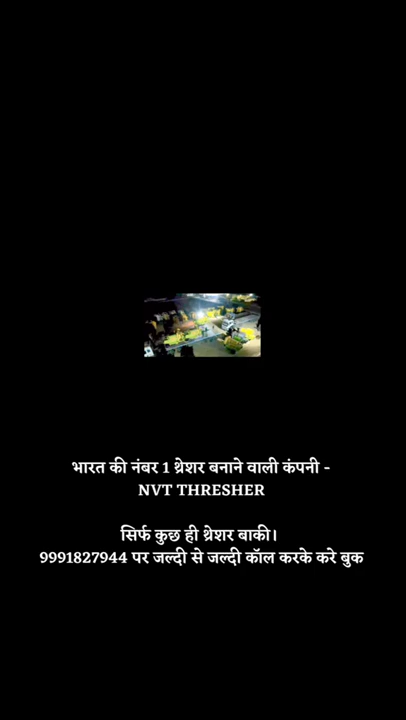 भारत की नंबर 1 थ्रेशर बनाने वाली कंपनी -
NVT THRESHER
सिर्फ कुछ ही थ्रेशर बाकी।
9991827944 पर जल्दी से जल्दी कॉल करके करे बुक